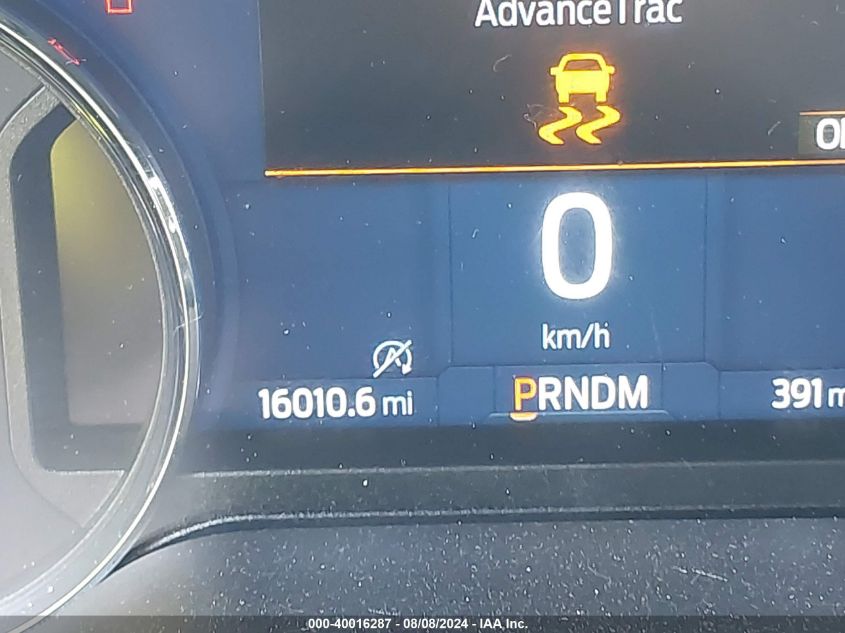 AdvanceTrac
0
km/h
16010.6 mi
PRNDM
391
000-40016287 - 08/08/2024 - IAA Inc.